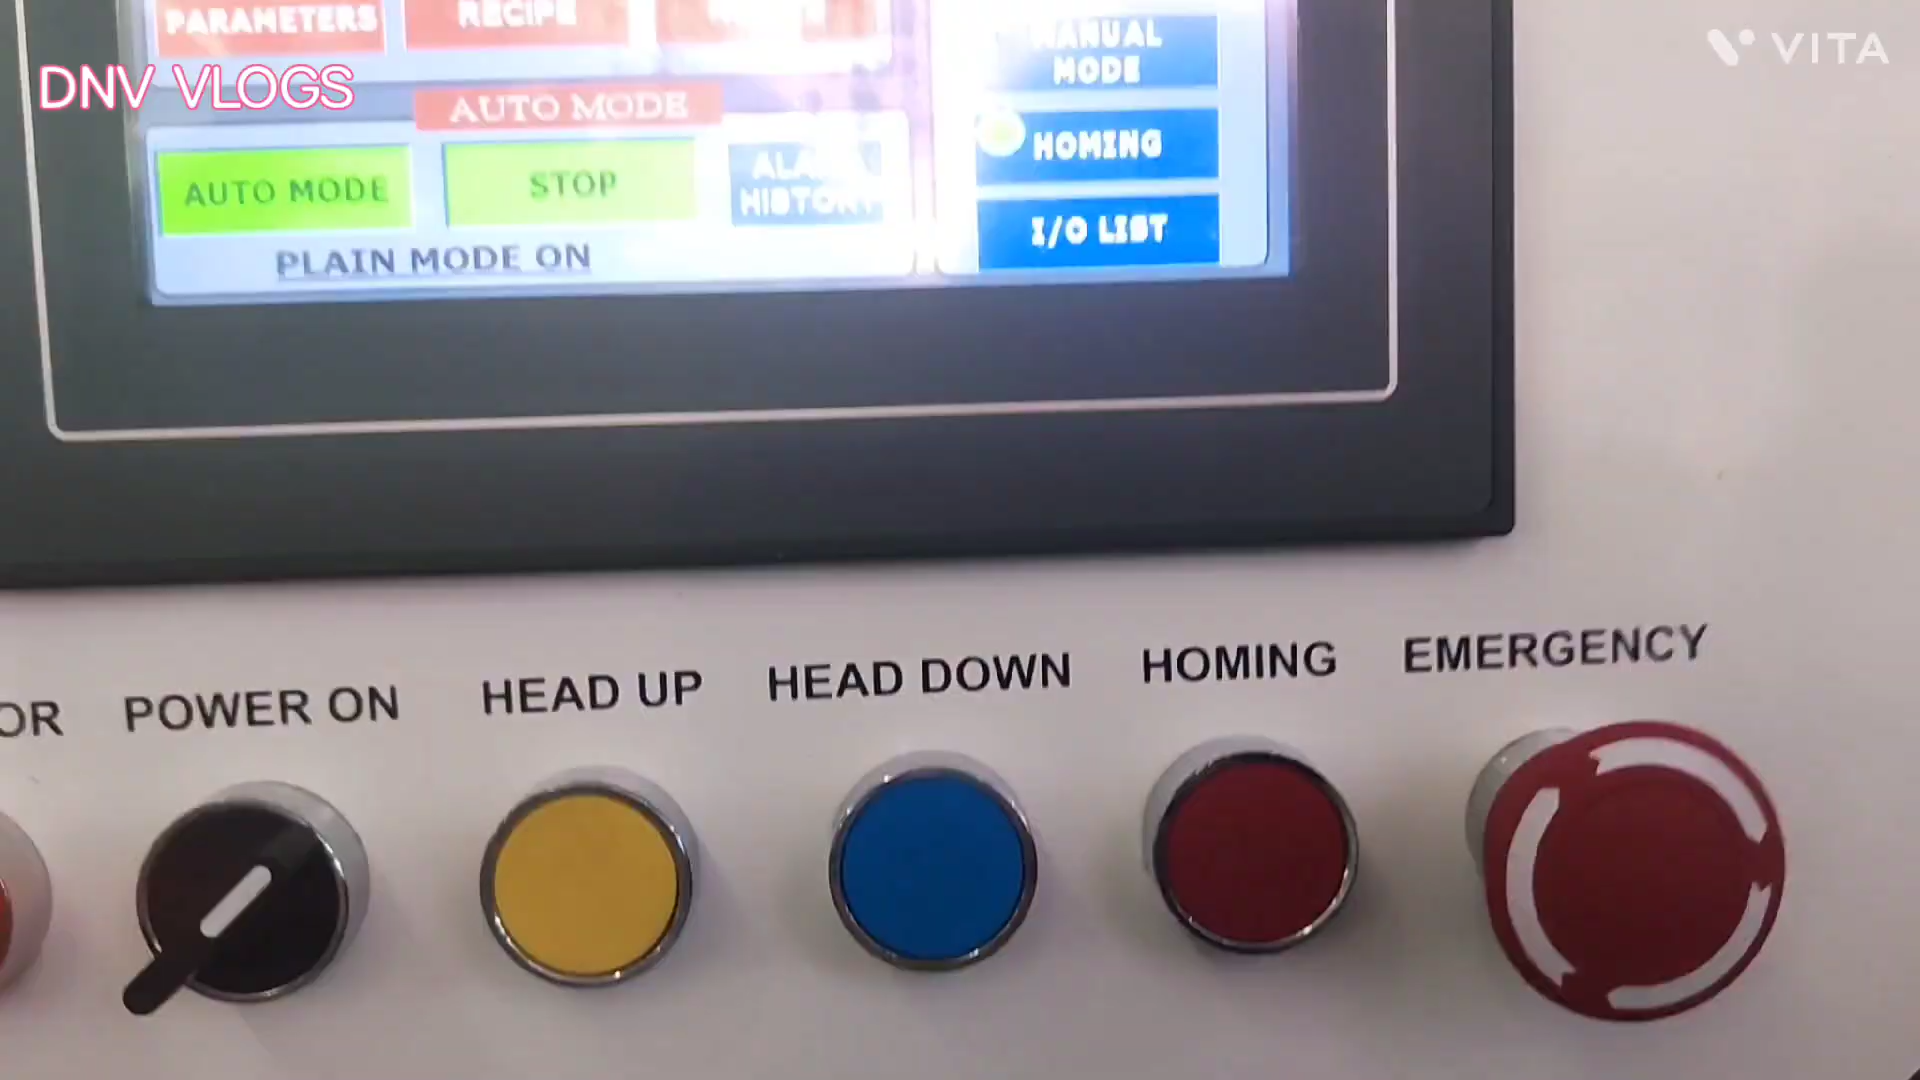 PARAMETERS
RECIPE
MANUAL
MODE
DNV VLOGS
VITA
AUTO MODE
HOMING
AUTO MODE
STOP
HISTORY
I/O LIST
PLAIN MODE ON
POWER ON
HEAD UP
HEAD DOWN
HOMING
EMERGENCY